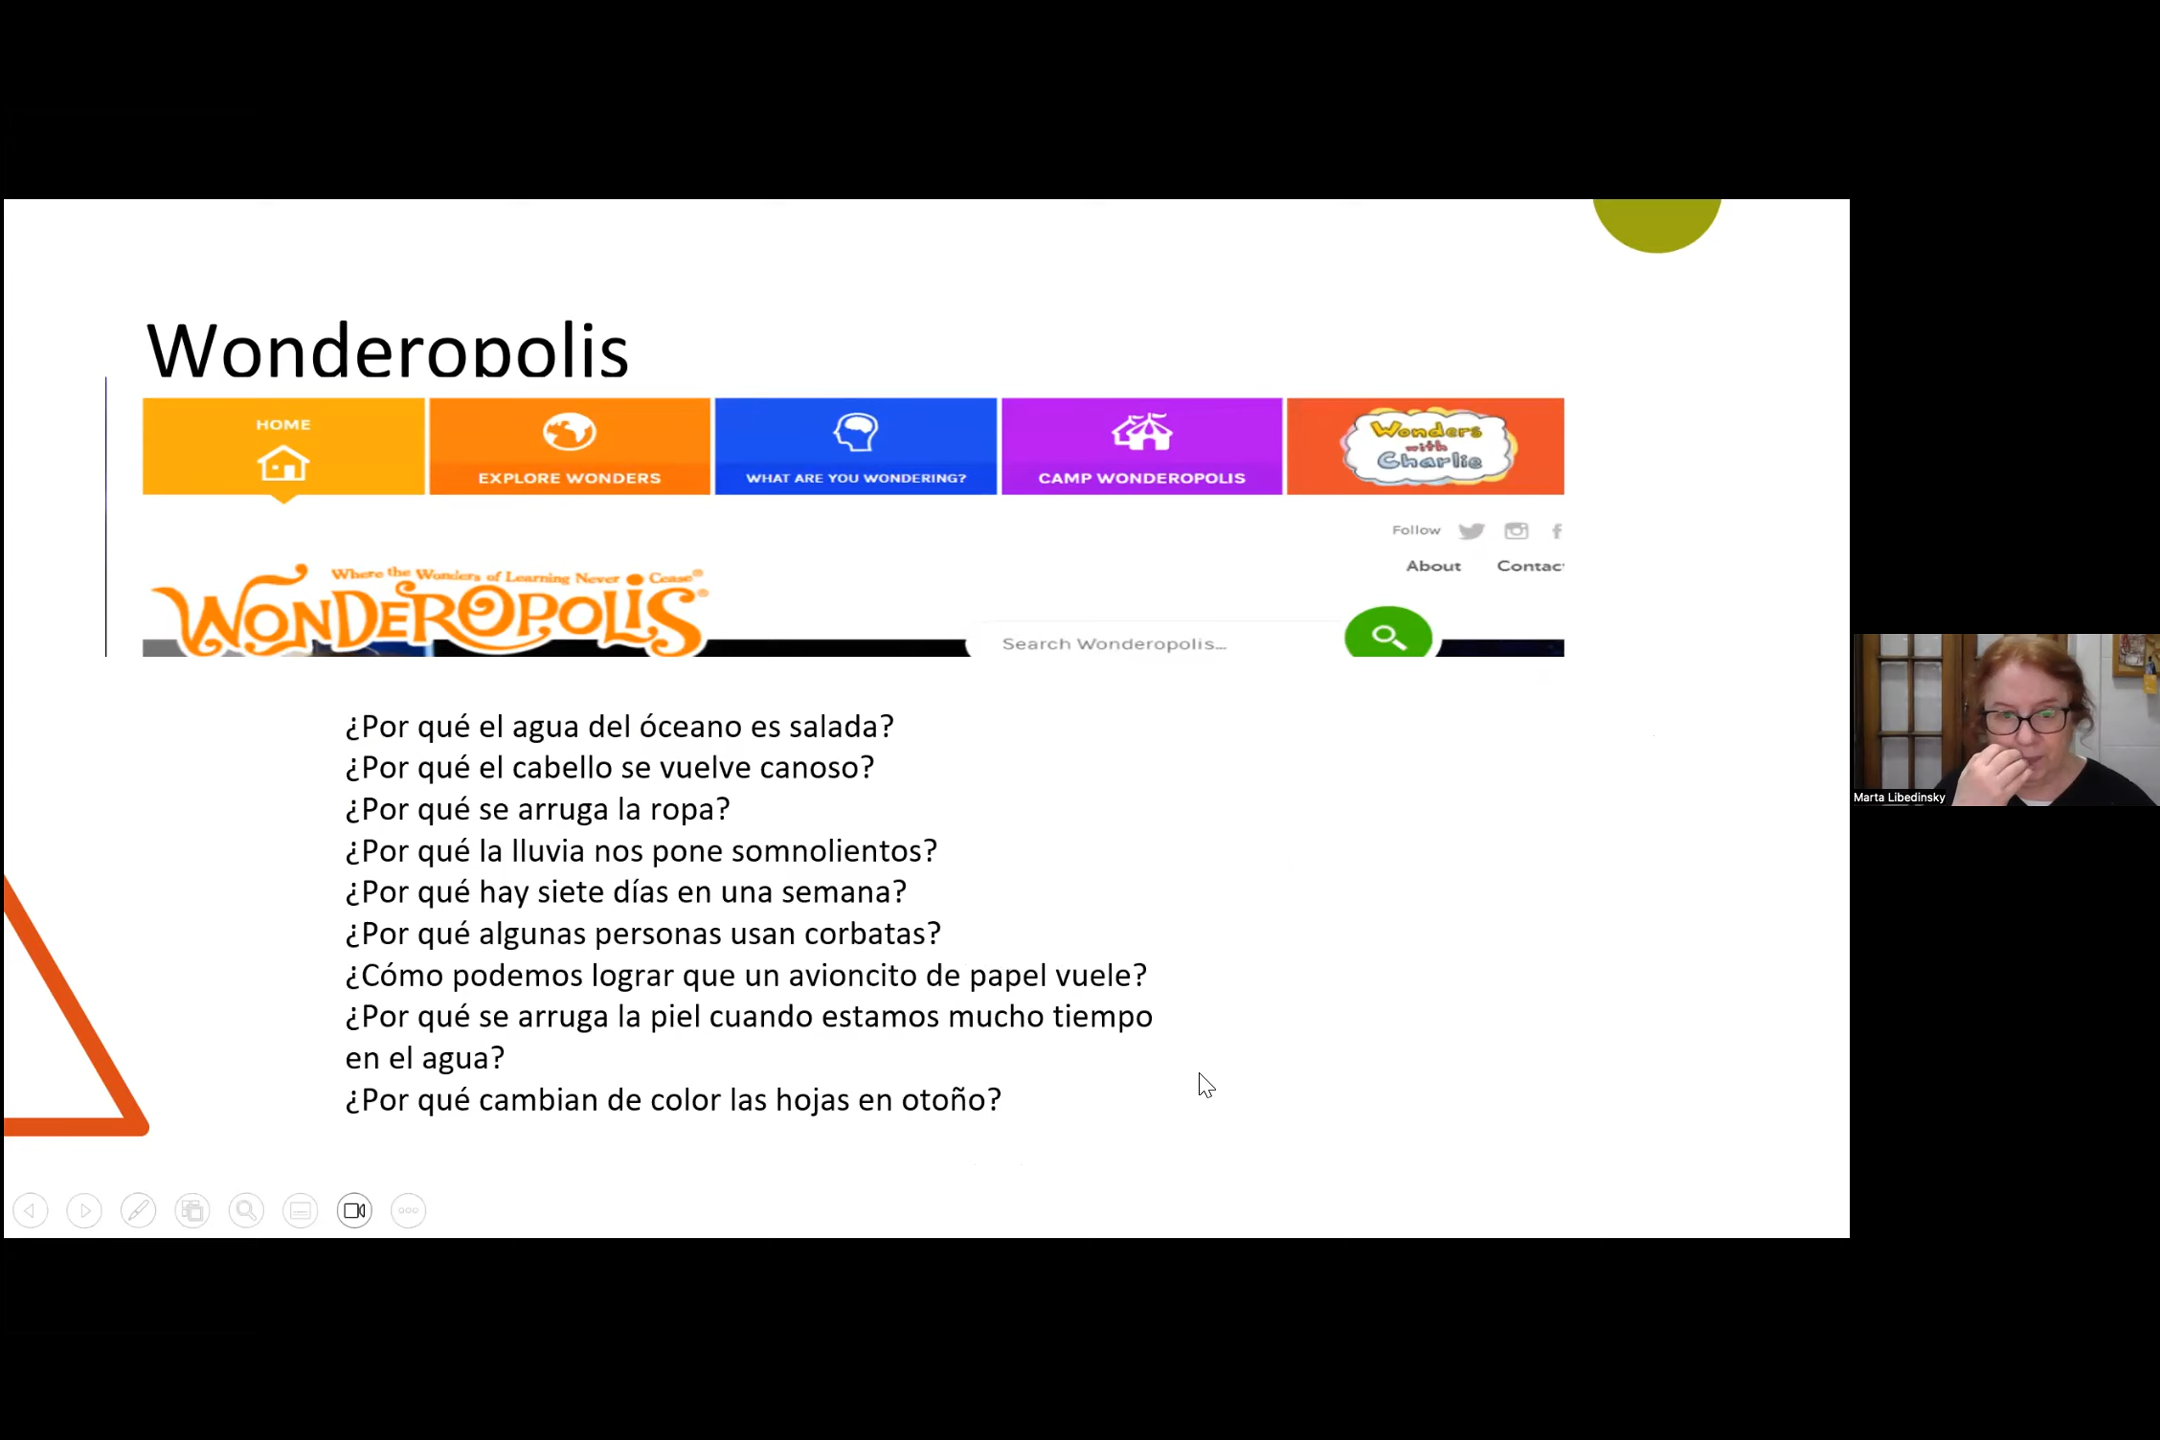 Wonderopolis
HOME
EXPLORE WONDERS
WHAT ARE YOU WONDERING?
CAMP WONDEROPOLIS
Wonders
with
Charlie
Follow
About Contac
Where the Wonders of Learning Never Cease®
WONDEROPOLIS®
Search Wonderopolis...
¿Por qué el agua del óceano es salada?
¿Por qué el cabello se vuelve canoso?
¿Por qué se arruga la ropa?
¿Por qué la lluvia nos pone somnolientos?
¿Por qué hay siete días en una semana?
¿Por qué algunas personas usan corbatas?
¿Cómo podemos lograr que un avioncito de papel vuele?
¿Por qué se arruga la piel cuando estamos mucho tiempo
en el agua?
¿Por qué cambian de color las hojas en otoño?
Marta Libedinsky